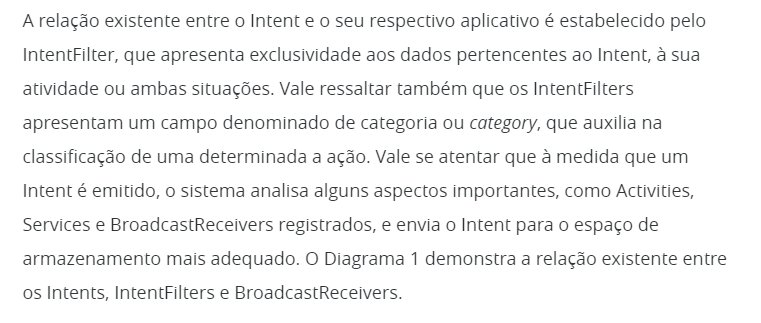 A relação existente entre o Intent e o seu respectivo aplicativo é estabelecido pelo
IntentFilter, que apresenta exclusividade aos dados pertencentes ao Intent, à sua
atividade ou ambas situações. Vale ressaltar também que os IntentFilters
apresentam um campo denominado de categoria ou category, que auxilia na
classificação de uma determinada a ação. Vale se atentar que à medida que um
Intent é emitido, o sistema analisa alguns aspectos importantes, como Activities,
Services e BroadcastReceivers registrados, e envia o Intent para o espaço de
armazenamento mais adequado. O Diagrama 1 demonstra a relação existente entre
os Intents, IntentFilters e BroadcastReceivers.